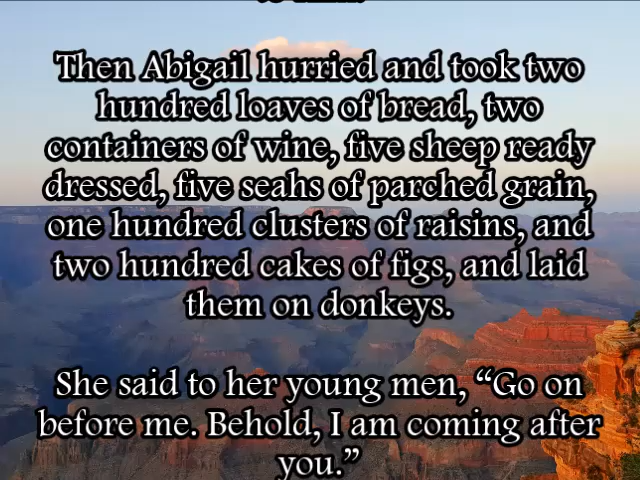 Then Abigail hurried and took two
hundred loaves of bread, two
containers of wine, five sheep ready
dressed, five seahs of parched grain,
one hundred clusters of raisins, and
two hundred cakes of figs, and laid
them on donkeys.
She said to her young men, “Go on
before me. Behold, I am coming after
you.”